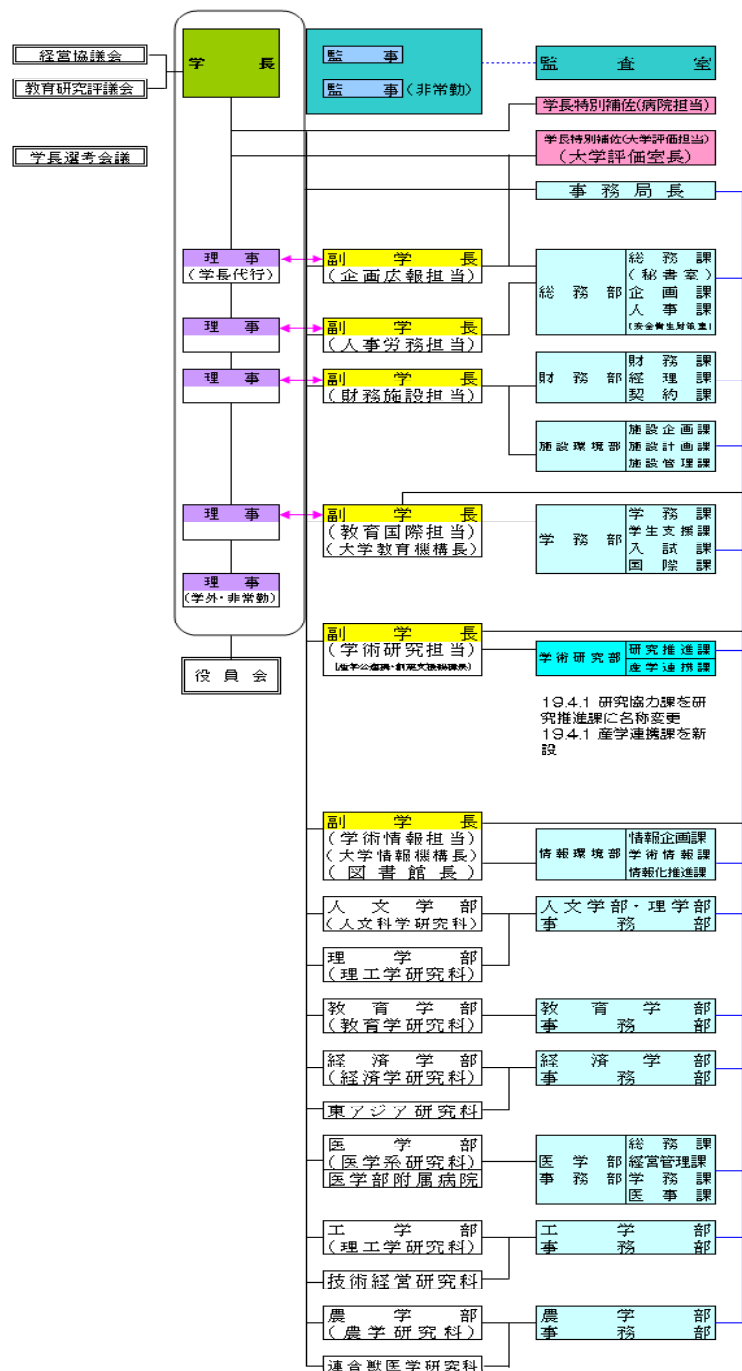 経営協議会
教育研究評議会
学長選考会議
学長
監事
監事(非常勤)
監査室
学長特別補佐(病院担当)
学長特別補佐(大学評価担当)
(大学評価室長)
事務局長
理事
(学長代行)
副学長
(企画広報担当)
総務部
総務課
(秘書室)
企画課
人事課
[安全衛生対策室]
理事
副学長
(人事労務担当)
理事
副学長
(財務施設担当)
財務部
財務課
経理課
契約課
施設環境部
施設企画課
施設計画課
施設管理課
理事
副学長
(教育国際担当)
(大学教育機構長)
学務部
学務課
学生支援課
入試課
国際課
理事
(学外・非常勤)
役員会
副学長
(学術研究担当)
学術研究部
研究推進課
産学連携課
19.4.1 研究協力課を研
究推進課に名称変更
19.4.1 産学連携課を新
設
副学長
(学術情報担当)
(大学情報機構長)
(図書館長)
情報環境部
情報企画課
学術情報課
情報化推進課
人文学部
(人文科学研究科)
人文学部・理学部
事務部
理学部
(理工学研究科)
教育学部
(教育学研究科)
教育学部
事務部
経済学部
(経済学研究科)
経済学部
事務部
東アジア研究科
医学部
(医学系研究科)
医学部附属病院
医学部
事務部
総務課
経営管理課
学務課
医事課
工学部
(理工学研究科)
工学部
事務部
技術経営研究科
農学部
(農学研究科)
農学部
事務部
連合獣医学研究科